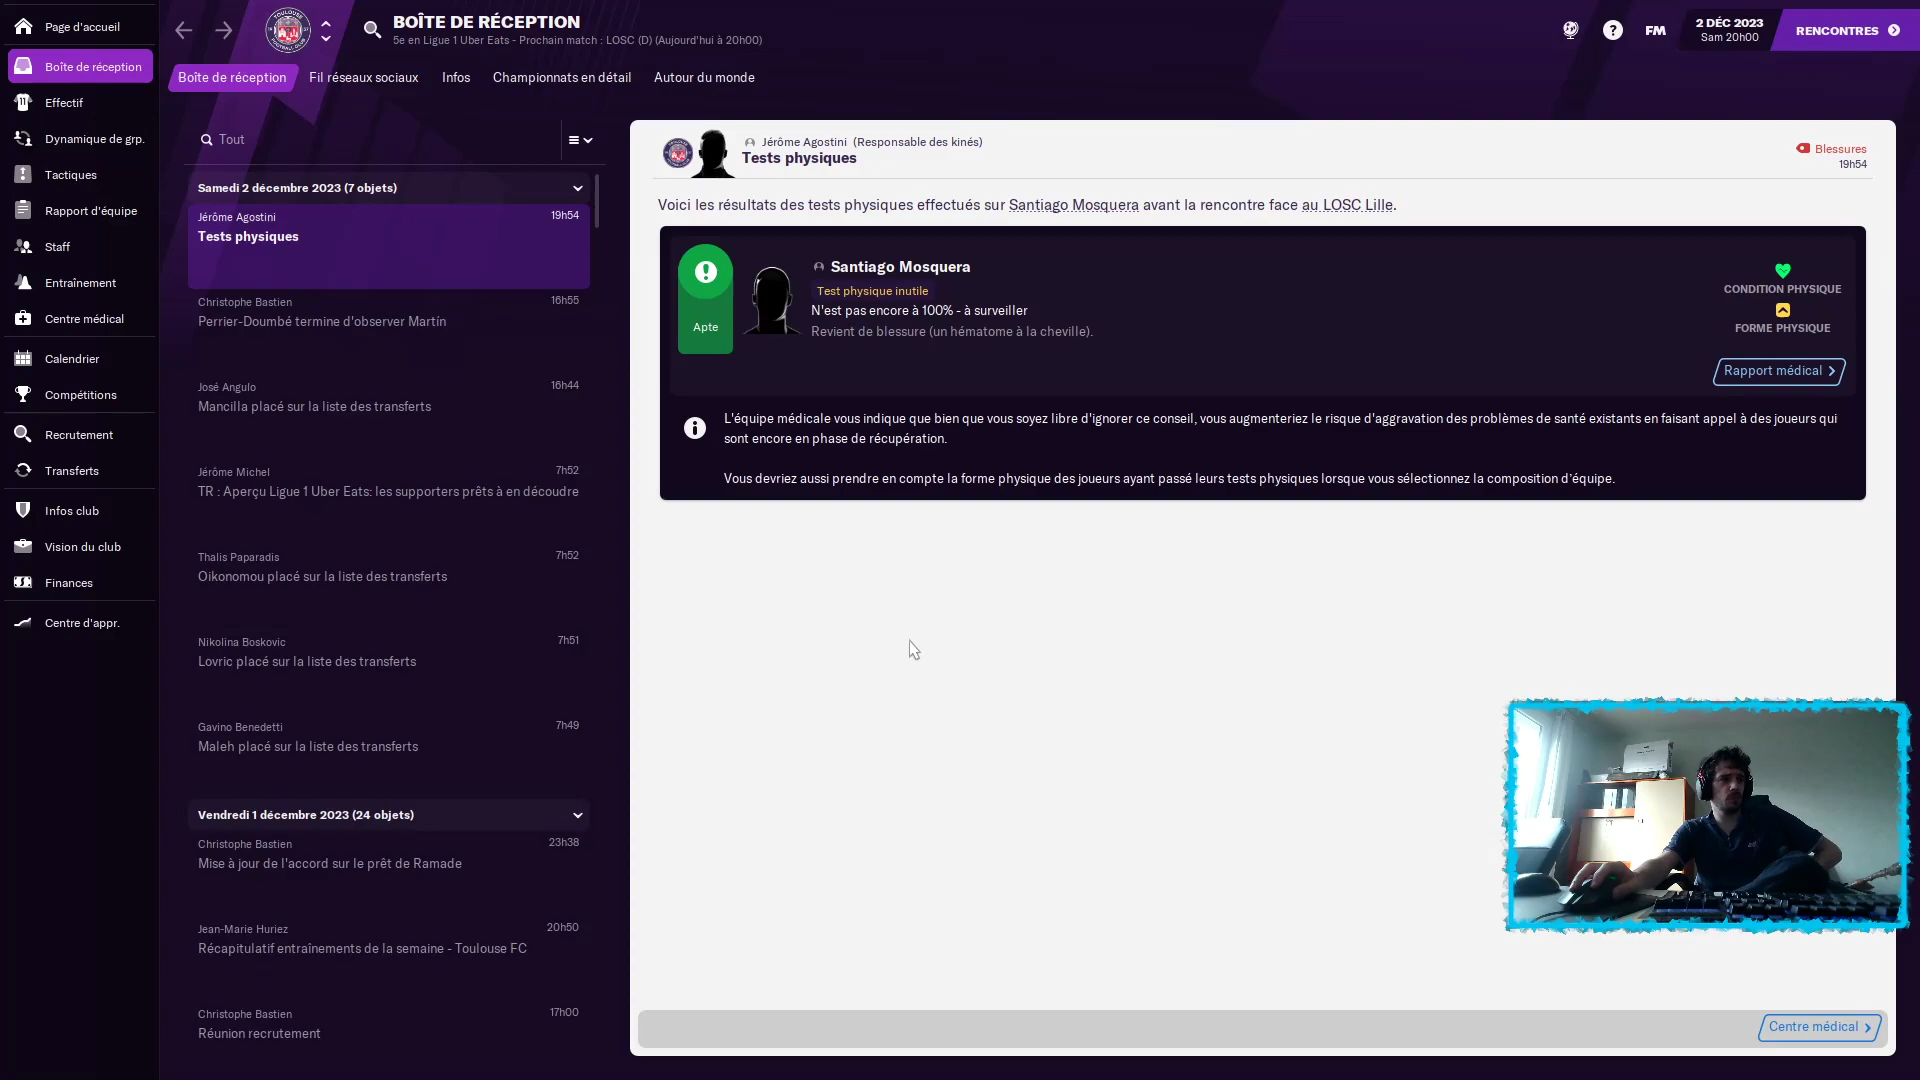 Page d'accueil
Boîte de réception
Effectif
Dynamique de grp.
Tactiques
Rapport d'équipe
Staff
Entraînement
Centre médical
Calendrier
Compétitions
Recrutement
Transferts
Infos club
Vision du club
Finances
Centre d'appr.
BOÎTE DE RÉCEPTION
5e en Ligue 1 Uber Eats - Prochain match : LOSC (D) (Aujourd'hui à 20h00)
FM
2 DÉC 2023
Sam 20h00
RENCONTRES
Boîte de réception
Fil réseaux sociaux
Infos
Championnats en détail
Autour du monde
Tout
Samedi 2 décembre 2023 (7 objets)
Jérôme Agostini 19h54
Tests physiques
Christophe Bastien 16h55
Perrier-Doumbé termine d'observer Martín
José Angulo 16h44
Mancilla placé sur la liste des transferts
Jérôme Michel 7h52
TR : Aperçu Ligue 1 Uber Eats: les supporters prêts à en découdre
Thalis Paparadis 7h52
Oikonomou placé sur la liste des transferts
Nikolina Boskovic 7h51
Lovric placé sur la liste des transferts
Gavino Benedetti 7h49
Maleh placé sur la liste des transferts
Vendredi 1 décembre 2023 (24 objets)
Christophe Bastien 23h38
Mise à jour de l'accord sur le prêt de Ramade
Jean-Marie Huriez 20h50
Récapitulatif entraînements de la semaine - Toulouse FC
Christophe Bastien 17h00
Réunion recrutement
Jérôme Agostini (Responsable des kinés)
Tests physiques
Blessures
19h54
Voici les résultats des tests physiques effectués sur Santiago Mosquera avant la rencontre face au LOSC Lille.
Apte
Santiago Mosquera
Test physique inutile
N'est pas encore à 100% - à surveiller
Revient de blessure (un hématome à la cheville).
CONDITION PHYSIQUE
FORME PHYSIQUE
Rapport médical
L'équipe médicale vous indique que bien que vous soyez libre d'ignorer ce conseil, vous augmenteriez le risque d'aggravation des problèmes de santé existants en faisant appel à des joueurs qui
sont encore en phase de récupération.
Vous devriez aussi prendre en compte la forme physique des joueurs ayant passé leurs tests physiques lorsque vous sélectionnez la composition d'équipe.
Centre médical